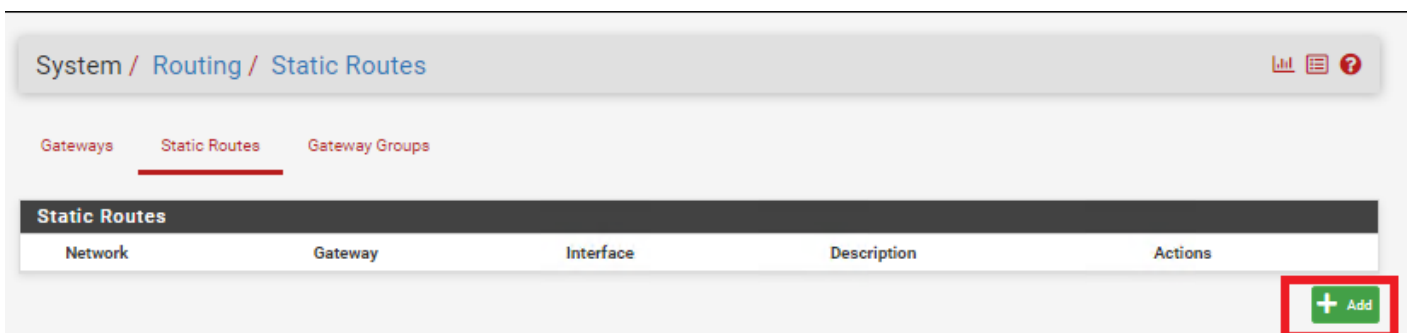 System / Routing / Static Routes
Gateways Static Routes Gateway Groups
Static Routes
Network Gateway Interface Description Actions
+ Add